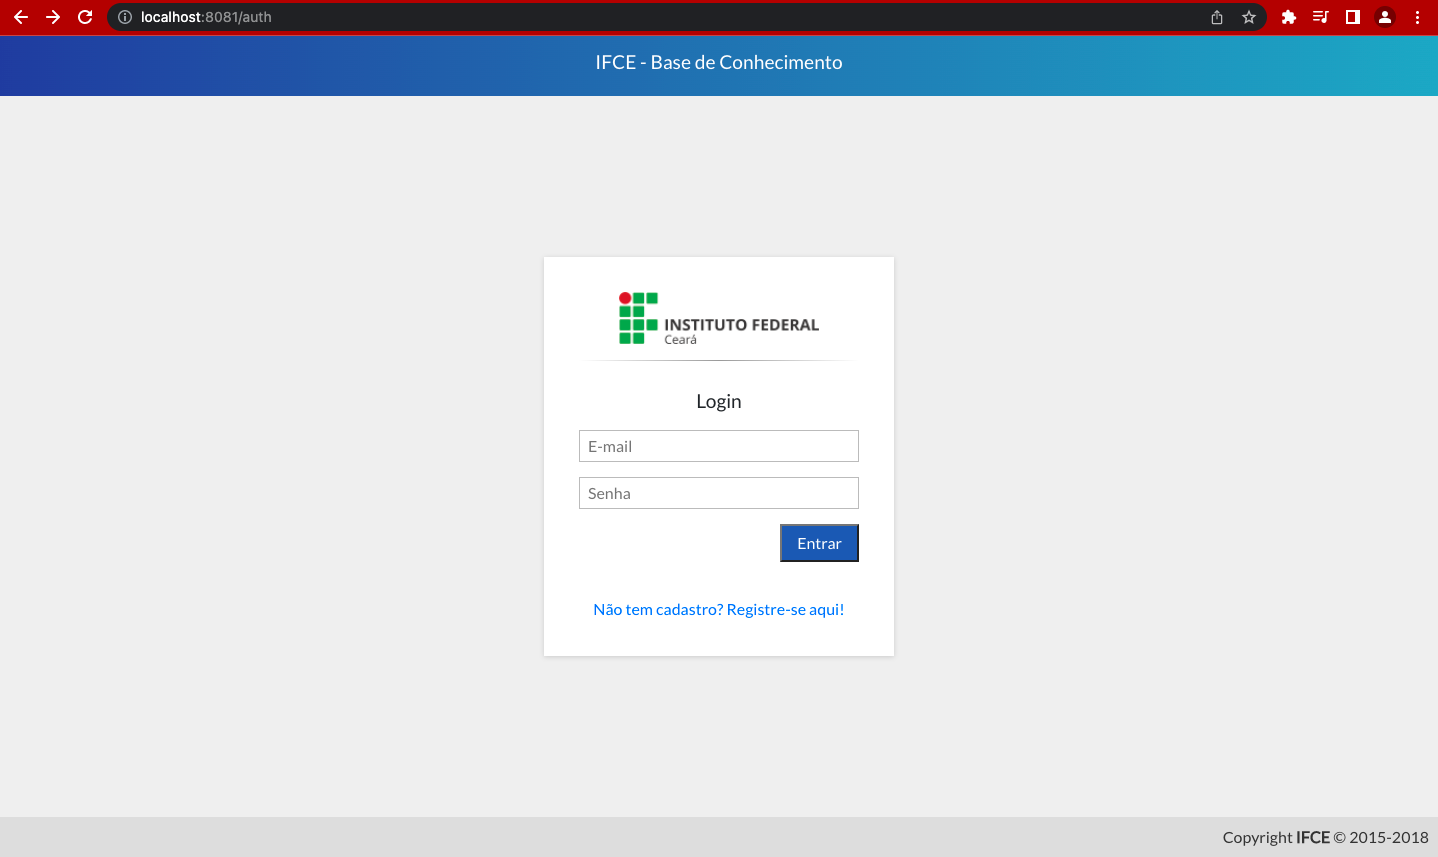 localhost:8081/auth
IFCE - Base de Conhecimento
INSTITUTO FEDERAL
Ceará
Login
E-mail
Senha
Entrar
Não tem cadastro? Registre-se aqui!
Copyright IFCE © 2015-2018